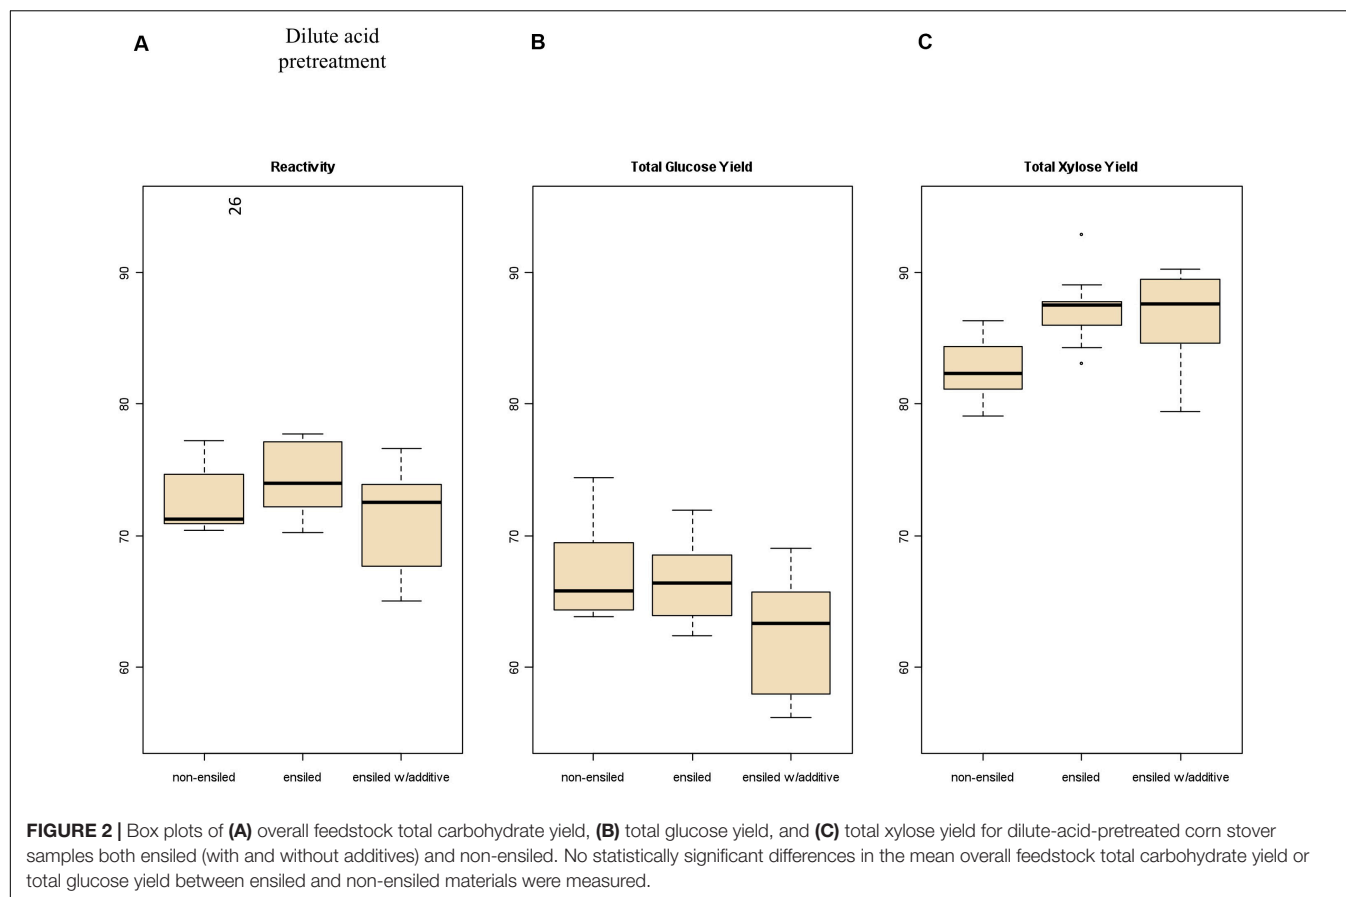 A
Dilute acid
pretreatment
B
C
Reactivity
Total Glucose Yield
Total Xylose Yield
26
90
80
70
60
90
80
70
60
90
80
70
60
non-ensiled
ensiled
ensiled w/additive
non-ensiled
ensiled
ensiled w/additive
non-ensiled
ensiled
ensiled w/additive
FIGURE 2 | Box plots of (A) overall feedstock total carbohydrate yield, (B) total glucose yield, and (C) total xylose yield for dilute-acid-pretreated corn stover
samples both ensiled (with and without additives) and non-ensiled. No statistically significant differences in the mean overall feedstock total carbohydrate yield or
total glucose yield between ensiled and non-ensiled materials were measured.